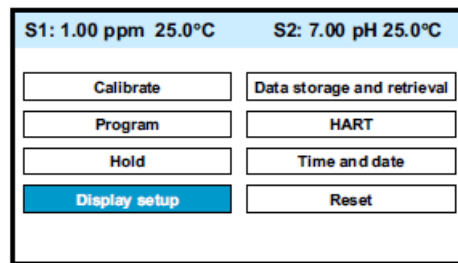 S1: 1.00 ppm 25.0°C S2: 7.00 pH 25.0°C
Calibrate Data storage and retrieval
Program HART
Hold Time and date
Display setup Reset